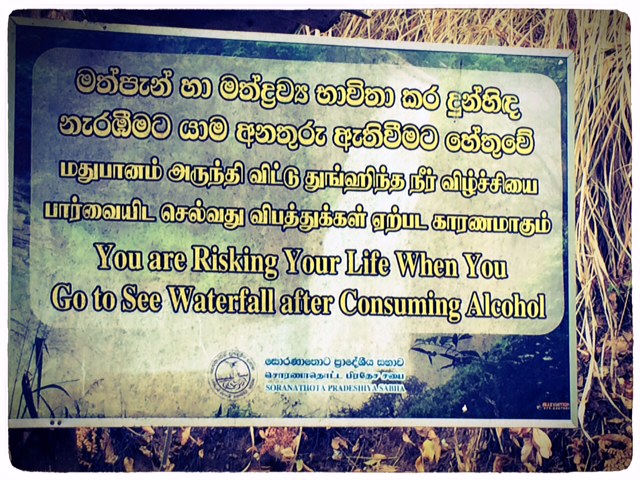 මත්පැන් හා මත්ද්‍රව්‍ය භාවිතා කර දුන්හිඳ
නැරඹීමට යාම අනතුරු ඇතිවීමට හේතුවේ
மதுபானம் அருந்தி விட்டு துங்ஹிந்த நீர் விழ்ச்சியை
பார்வையிட செல்வது விபத்துக்கள் ஏற்பட காரணமாகும்
You are Risking Your Life When You
Go to See Waterfall after Consuming Alcohol
සොරණාතොට ප්‍රාදේශීය සභාව
சொரணாதொட்ட பிரதேச சபை
SORANATHOTA PRADESHIYA SABHA